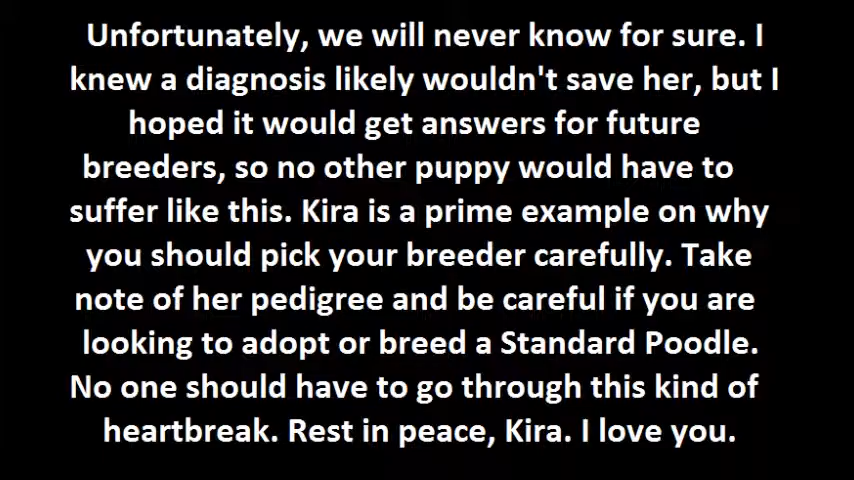 Unfortunately, we will never know for sure. I
knew a diagnosis likely wouldn't save her, but I
hoped it would get answers for future
breeders, so no other puppy would have to
suffer like this. Kira is a prime example on why
you should pick your breeder carefully. Take
note of her pedigree and be careful if you are
looking to adopt or breed a Standard Poodle.
No one should have to go through this kind of
heartbreak. Rest in peace, Kira. I love you.